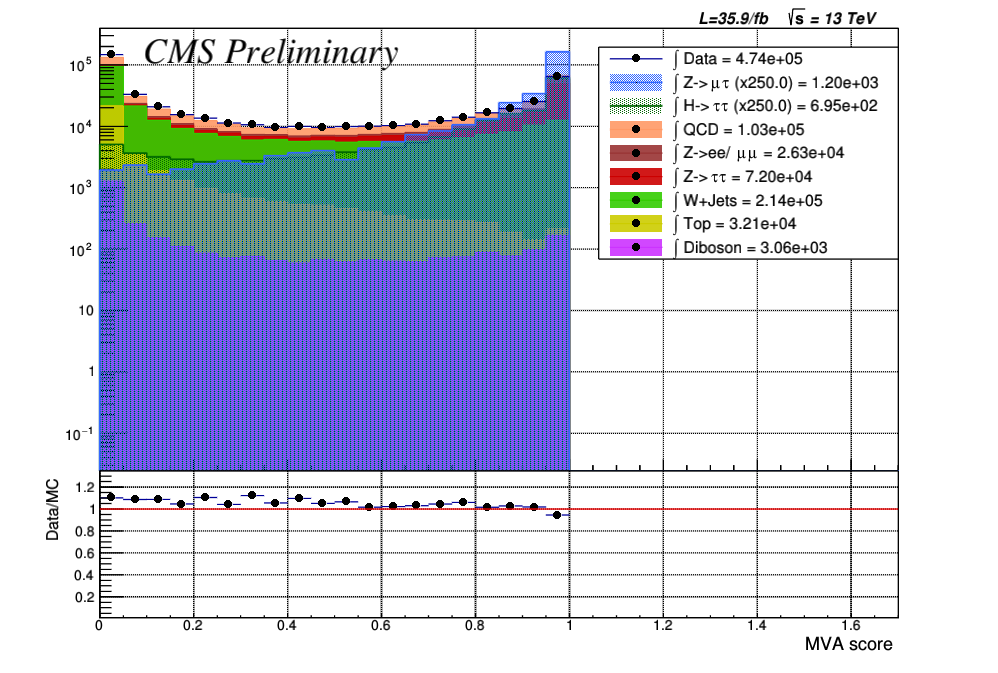 L=35.9/fb √s = 13 TeV
CMS Preliminary
∫ Data = 4.74e+05
∫ Z->μτ (x250.0) = 1.20e+03
∫ H->ττ (x250.0) = 6.95e+02
∫ QCD = 1.03e+05
∫ Z->ee/ μμ = 2.63e+04
∫ Z->ττ = 7.20e+04
∫ W+Jets = 2.14e+05
∫ Top = 3.21e+04
∫ Diboson = 3.06e+03
10⁵
10⁴
10³
10²
10
1
10⁻¹
Data/MC
1.2
1
0.8
0.6
0.4
0.2
0 0.2 0.4 0.6 0.8 1 1.2 1.4 1.6
MVA score